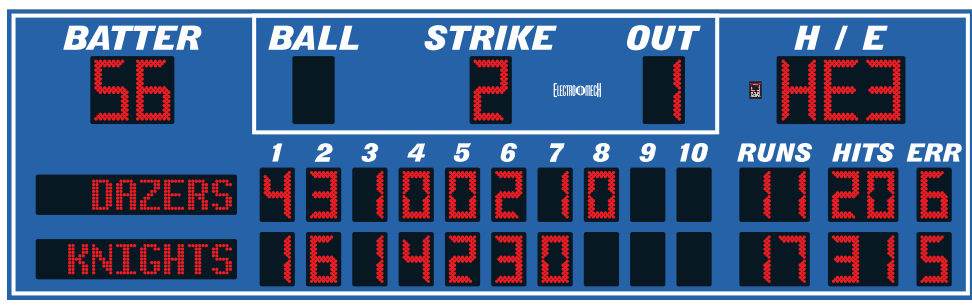 BATTER BALL STRIKE OUT H / E
56 2 ELECTRO-MECH 1 HE3
1 2 3 4 5 6 7 8 9 10 RUNS HITS ERR
DAZERS 4 3 1 0 0 2 1 0 11 20 6
KNIGHTS 1 6 1 4 2 3 0 17 31 5